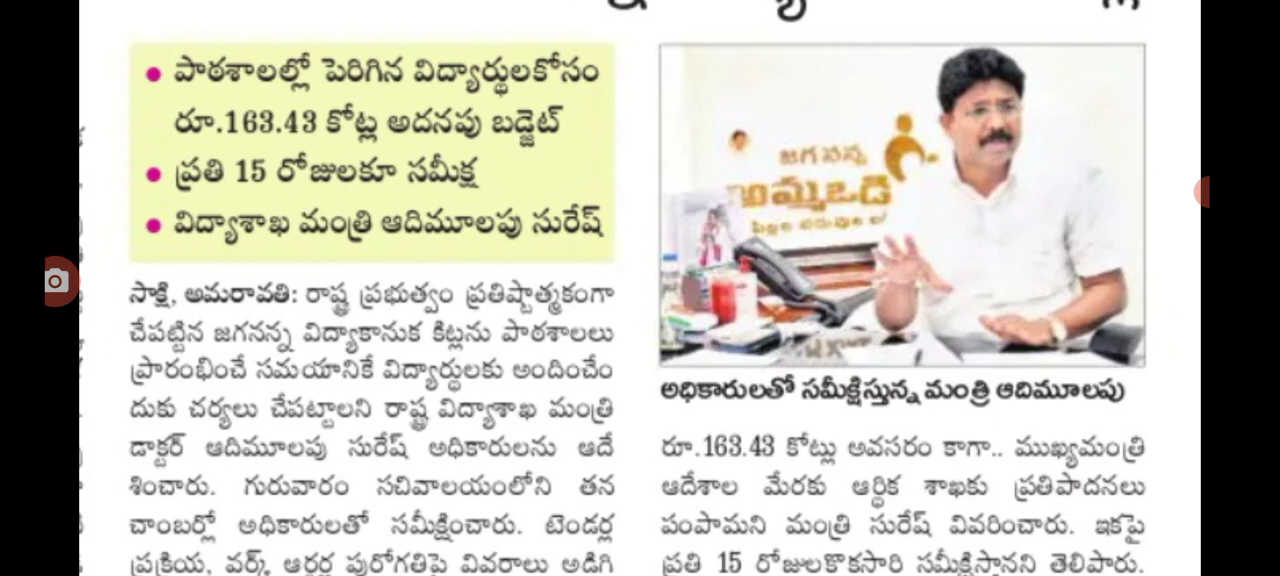 • పాఠశాలల్లో పెరిగిన విద్యార్థులకోసం
రూ.163.43 కోట్ల అదనపు బడ్జెట్
• ప్రతి 15 రోజులకూ సమీక్ష
• విద్యాశాఖ మంత్రి ఆదిమూలపు సురేష్
సాక్షి, అమరావతి: రాష్ట్ర ప్రభుత్వం ప్రతిష్టాత్మకంగా
చేపట్టిన జగనన్న విద్యాకానుక కిట్లను పాఠశాలలు
ప్రారంభించే సమయానికే విద్యార్థులకు అందించేం
దుకు చర్యలు చేపట్టాలని రాష్ట్ర విద్యాశాఖ మంత్రి
డాక్టర్ ఆదిమూలపు సురేష్ అధికారులను ఆదే
శించారు. గురువారం సచివాలయంలోని తన
చాంబర్లో అధికారులతో సమీక్షించారు. టెండర్ల
ప్రక్రియ, వర్క్ ఆర్డర్ల పురోగతిపై వివరాలు అడిగి
జగనన్న
అమ్మఒడి
అధికారులతో సమీక్షిస్తున్న మంత్రి ఆదిమూలపు
రూ.163.43 కోట్లు అవసరం కాగా.. ముఖ్యమంత్రి
ఆదేశాల మేరకు ఆర్థిక శాఖకు ప్రతిపాదనలు
పంపామని మంత్రి సురేష్ వివరించారు. ఇకపై
ప్రతి 15 రోజులకొకసారి సమీక్షిస్తానని తెలిపారు.